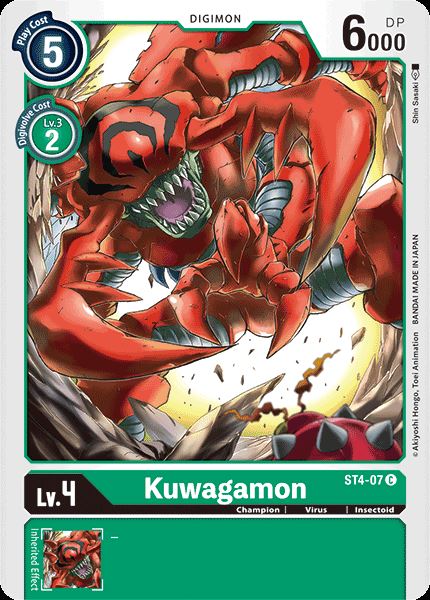 Play Cost
5
DIGIMON
6000
DP
Digivolve Cost
Lv.3
2
Shin Sasaki
© Akiyoshi Hongo, Toei Animation BANDAI MADE IN JAPAN
Lv.4
Kuwagamon
ST4-07 C
Champion | Virus | Insectoid
Inherited Effect
–